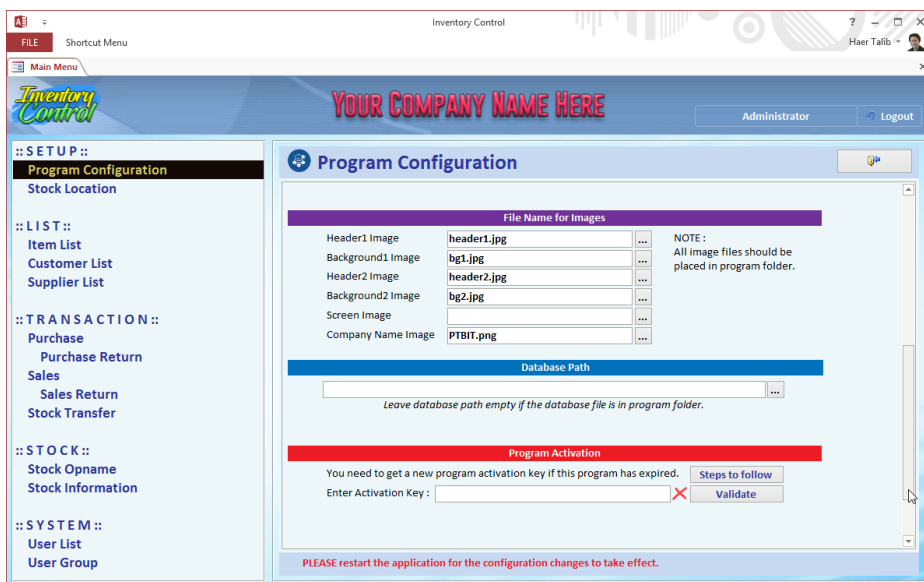 Inventory Control
?
FILE
Shortcut Menu
Haer Talib
Main Menu
Inventory
Control
YOUR COMPANY NAME HERE
Administrator
Logout
:: S E T U P ::
Program Configuration
Stock Location
:: L I S T ::
Item List
Customer List
Supplier List
:: T R A N S A C T I O N ::
Purchase
Purchase Return
Sales
Sales Return
Stock Transfer
:: S T O C K ::
Stock Opname
Stock Information
:: S Y S T E M ::
User List
User Group
Program Configuration
File Name for Images
Header1 Image header1.jpg ...
Background1 Image bg1.jpg ...
Header2 Image header2.jpg ...
Background2 Image bg2.jpg ...
Screen Image ...
Company Name Image PTBIT.png ...
NOTE :
All image files should be
placed in program folder.
Database Path
...
Leave database path empty if the database file is in program folder.
Program Activation
You need to get a new program activation key if this program has expired. Steps to follow
Enter Activation Key : Validate
PLEASE restart the application for the configuration changes to take effect.